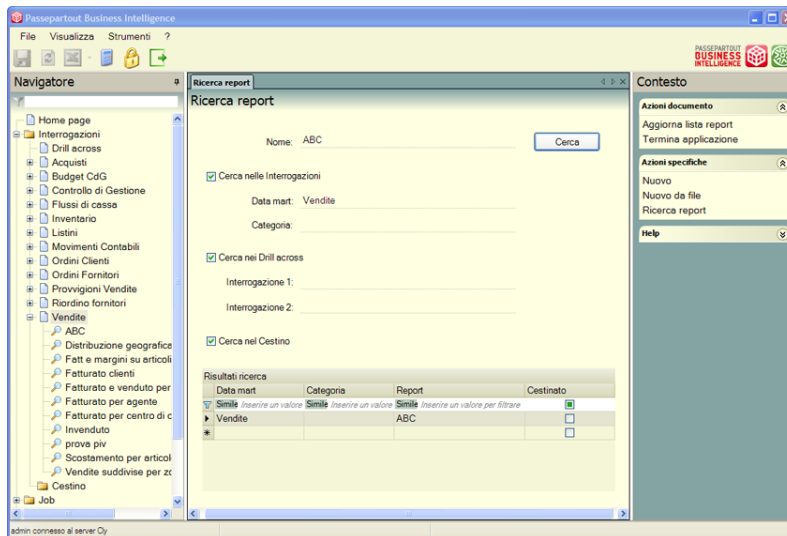 Passepartout Business Intelligence
File Visualizza Strumenti ?
PASSEPARTOUT
BUSINESS
INTELLIGENCE
Navigatore
Home page
Interrogazioni
Drill across
Acquisti
Budget CdG
Controllo di Gestione
Flussi di cassa
Inventario
Listini
Movimenti Contabili
Ordini Clienti
Ordini Fornitori
Provvigioni Vendite
Riordino fornitori
Vendite
ABC
Distribuzione geografica
Fatt e margini su articoli
Fatturato clienti
Fatturato e venduto per
Fatturato per agente
Fatturato per centro di c
Invenduto
prova piv
Scostamento per articol
Vendite suddivise per zo
Cestino
Job
Ricerca report
Ricerca report
Nome: ABC
Cerca
Cerca nelle Interrogazioni
Data mart: Vendite
Categoria:
Cerca nei Drill across
Interrogazione 1:
Interrogazione 2:
Cerca nel Cestino
Risultati ricerca
Data mart Categoria Report Cestinato
Simile Inserire un valore Simile Inserire un valore Simile Inserire un valore per filtrare
Vendite ABC
Contesto
Azioni documento
Aggiorna lista report
Termina applicazione
Azioni specifiche
Nuovo
Nuovo da file
Ricerca report
Help
admin connesso al server Cly